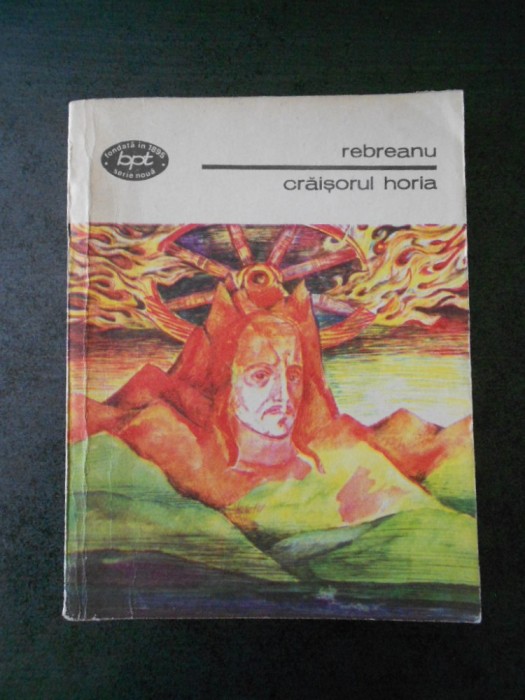 fondată în 1895
bpt
serie nouă
rebreanu
crăişorul horia